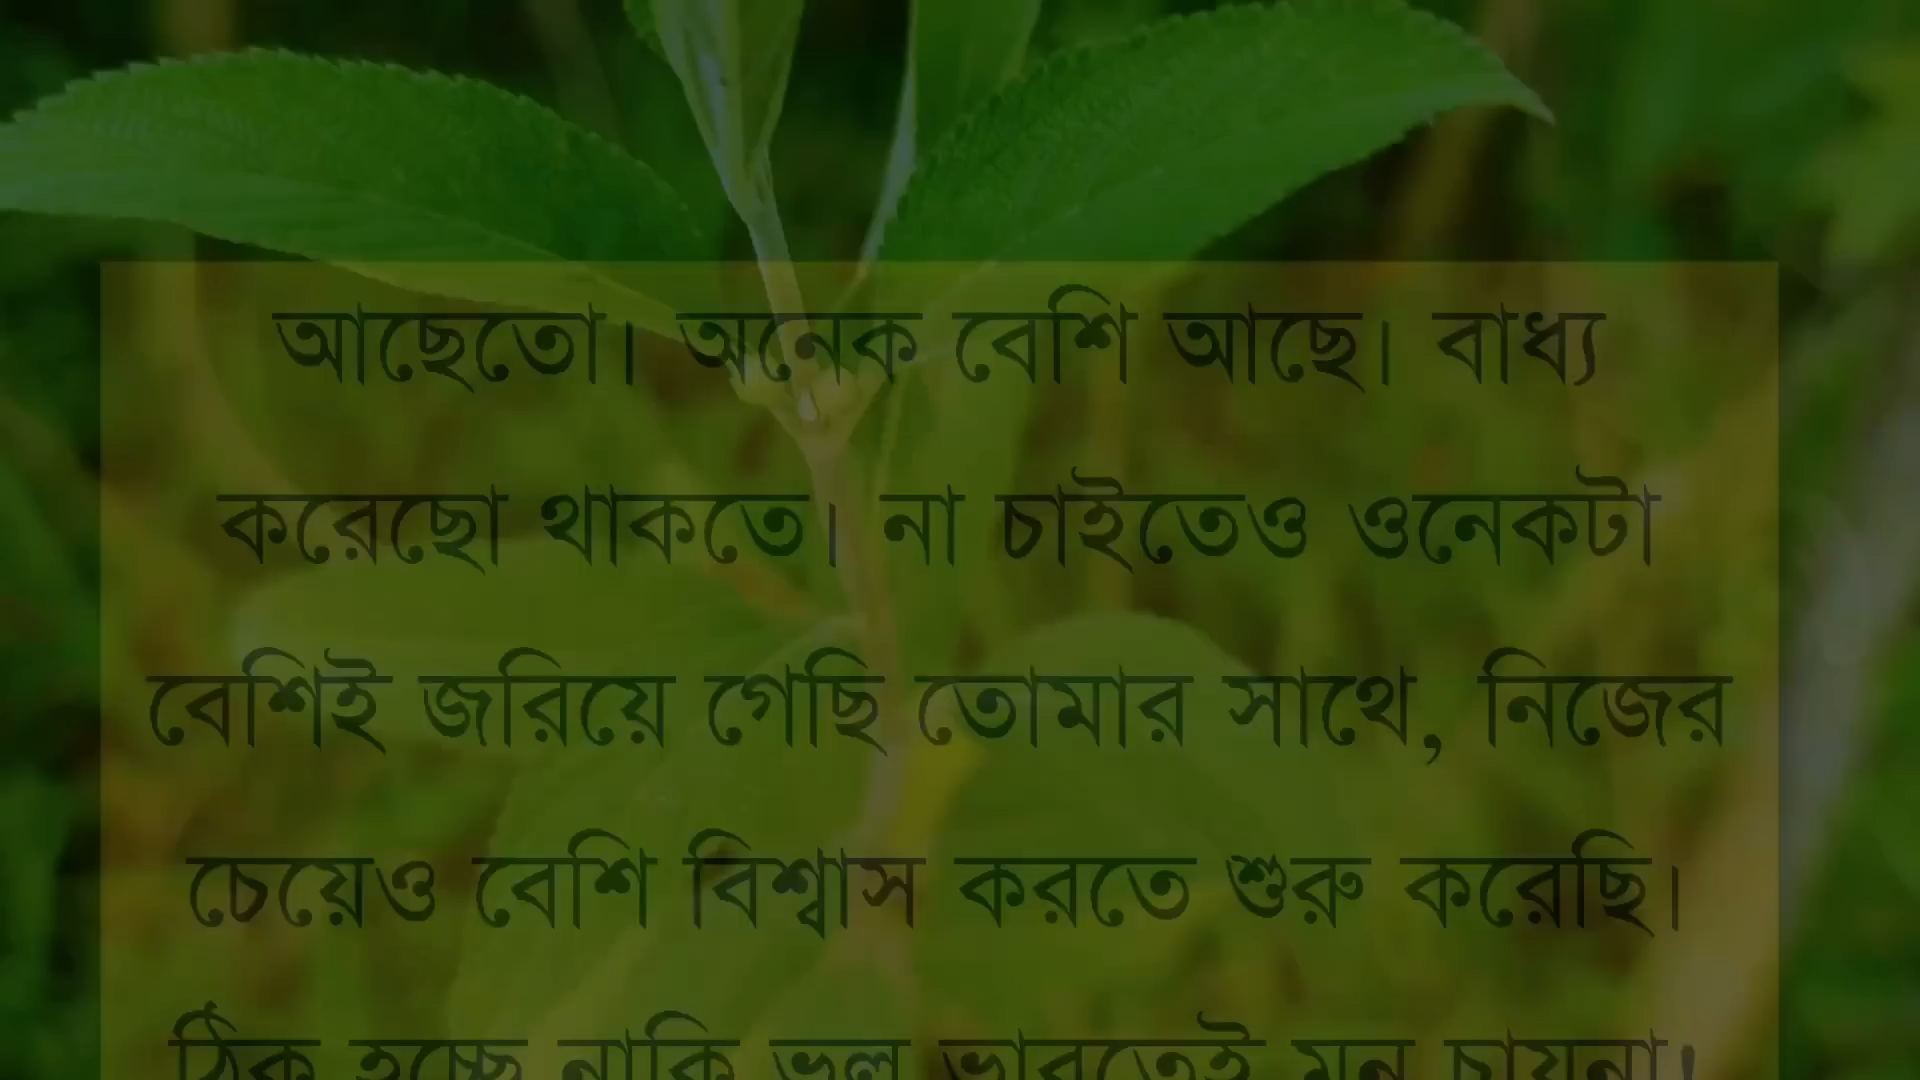 আছেতো। অনেক বেশি আছে। বাধ্য
করেছো থাকতে। না চাইতেও ওনেকটা
বেশিই জরিয়ে গেছি তোমার সাথে, নিজের
চেয়েও বেশি বিশ্বাস করতে শুরু করেছি।
ঠিক হচ্ছে নাকি ভুল ভাবতেই মন চায়না!